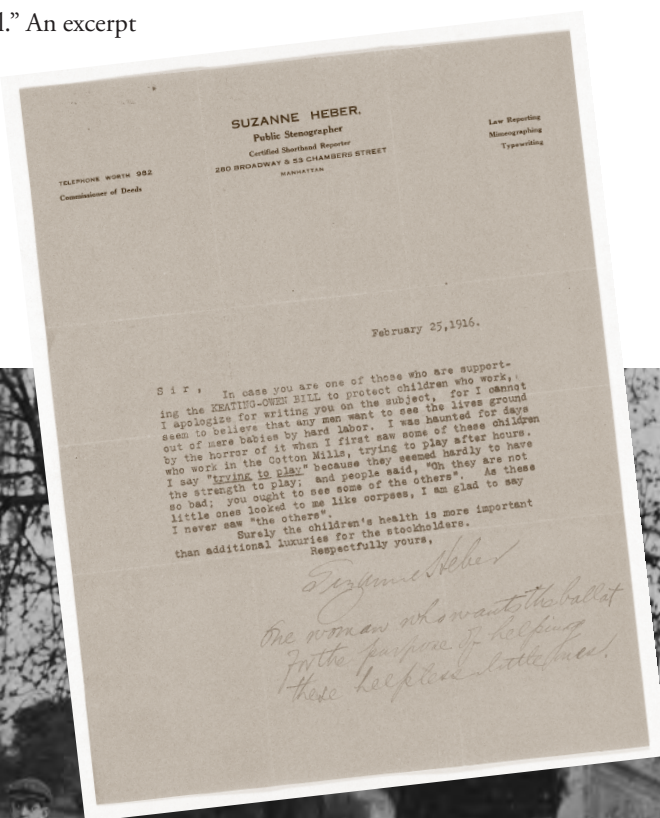 l.” An excerpt
SUZANNE HEBER,
Public Stenographer
Certified Shorthand Reporter
280 BROADWAY & 53 CHAMBERS STREET
MANHATTAN
TELEPHONE WORTH 982
Commissioner of Deeds
Law Reporting
Mimeographing
Typewriting
February 25,1916.
Sir, In case you are one of those who are support-
ing the KEATING-OWEN BILL to protect children who work,
I apologize for writing you on the subject, for I cannot
seem to believe that any men want to see the lives ground
out of mere babies by hard labor. I was haunted for days
by the horror of it when I first saw some of these children
who work in the Cotton Mills, trying to play after hours.
I say "trying to play" because they seemed hardly to have
the strength to play; and people said, "Oh they are not
so bad; you ought to see some of the others". As these
little ones looked to me like corpses, I am glad to say
I never saw "the others".
Surely the children's health is more important
than additional luxuries for the stockholders.
Respectfully yours,
Suzanne Heber
One woman who wants the ballot
for the purpose of helping
these helpless little ones.